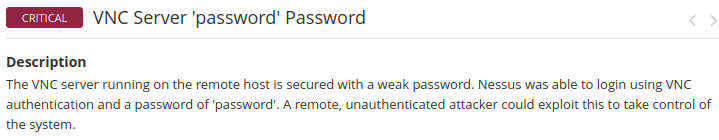 CRITICAL VNC Server 'password' Password
Description
The VNC server running on the remote host is secured with a weak password. Nessus was able to login using VNC
authentication and a password of 'password'. A remote, unauthenticated attacker could exploit this to take control of
the system.